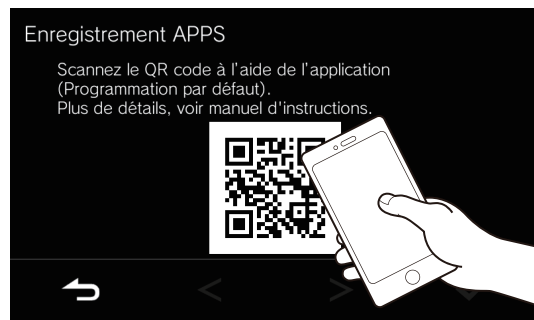 Enregistrement APPS
Scannez le QR code à l'aide de l'application
(Programmation par défaut).
Plus de détails, voir manuel d'instructions.